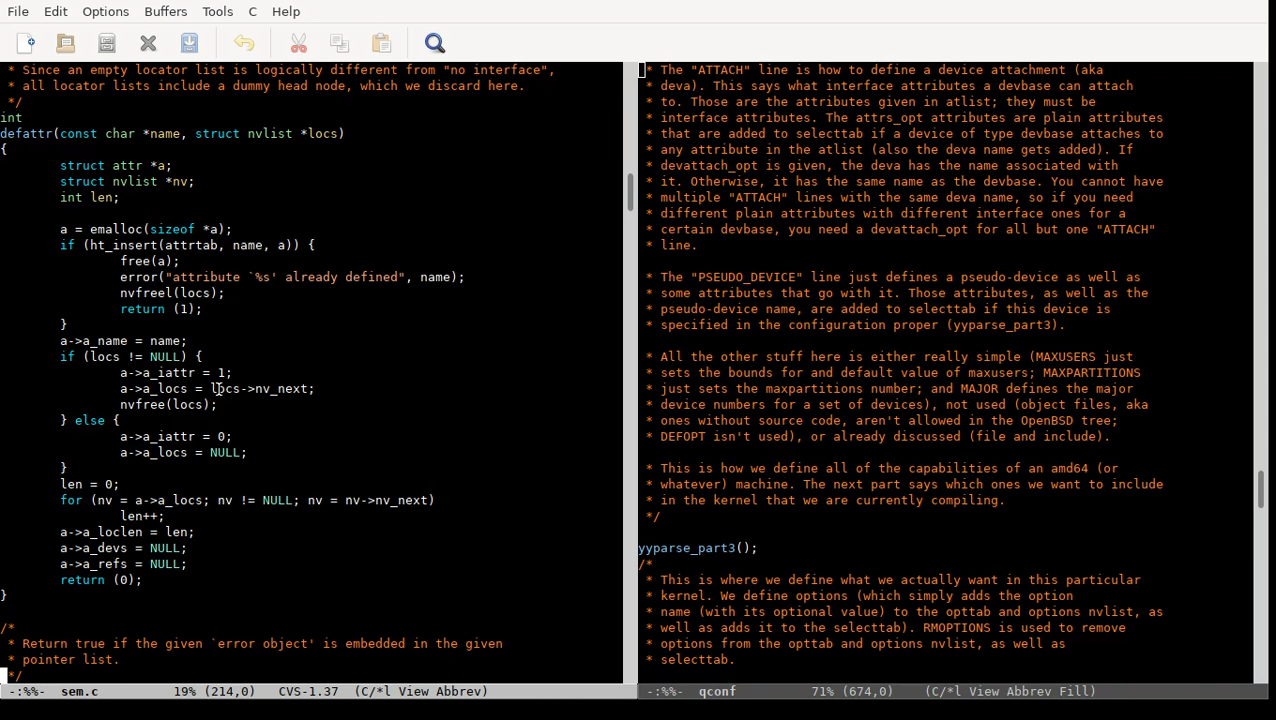 File Edit Options Buffers Tools C Help
 * Since an empty locator list is logically different from "no interface",
 * all locator lists include a dummy head node, which we discard here.
 */
int
defattr(const char *name, struct nvlist *locs)
{
        struct attr *a;
        struct nvlist *nv;
        int len;
        a = emalloc(sizeof *a);
        if (ht_insert(attrtab, name, a)) {
                free(a);
                error("attribute `%s' already defined", name);
                nvfreel(locs);
                return (1);
        }
        a->a_name = name;
        if (locs != NULL) {
                a->a_iattr = 1;
                a->a_locs = locs->nv_next;
                nvfree(locs);
        } else {
                a->a_iattr = 0;
                a->a_locs = NULL;
        }
        len = 0;
        for (nv = a->a_locs; nv != NULL; nv = nv->nv_next)
                len++;
        a->a_loclen = len;
        a->a_devs = NULL;
        a->a_refs = NULL;
        return (0);
}
/*
 * Return true if the given `error object' is embedded in the given
 * pointer list.
 */
-:%%-  sem.c          19% (214,0)    CVS-1.37  (C/*l View Abbrev)
 * The "ATTACH" line is how to define a device attachment (aka
 * deva). This says what interface attributes a devbase can attach
 * to. Those are the attributes given in atlist; they must be
 * interface attributes. The attrs_opt attributes are plain attributes
 * that are added to selecttab if a device of type devbase attaches to
 * any attribute in the atlist (also the deva name gets added). If
 * devattach_opt is given, the deva has the name associated with
 * it. Otherwise, it has the same name as the devbase. You cannot have
 * multiple "ATTACH" lines with the same deva name, so if you need
 * different plain attributes with different interface ones for a
 * certain devbase, you need a devattach_opt for all but one "ATTACH"
 * line.
 * The "PSEUDO_DEVICE" line just defines a pseudo-device as well as
 * some attributes that go with it. Those attributes, as well as the
 * pseudo-device name, are added to selecttab if this device is
 * specified in the configuration proper (yyparse_part3).
 * All the other stuff here is either really simple (MAXUSERS just
 * sets the bounds for and default value of maxusers; MAXPARTITIONS
 * just sets the maxpartitions number; and MAJOR defines the major
 * device numbers for a set of devices), not used (object files, aka
 * ones without source code, aren't allowed in the OpenBSD tree;
 * DEFOPT isn't used), or already discussed (file and include).
 * This is how we define all of the capabilities of an amd64 (or
 * whatever) machine. The next part says which ones we want to include
 * in the kernel that we are currently compiling.
 */
yyparse_part3();
/*
 * This is where we define what we actually want in this particular
 * kernel. We define options (which simply adds the option
 * name (with its optional value) to the opttab and options nvlist, as
 * well as adds it to the selecttab). RMOPTIONS is used to remove
 * options from the opttab and options nvlist, as well as
 * selecttab.
-:%%-  qconf          71% (674,0)    (C/*l View Abbrev Fill)